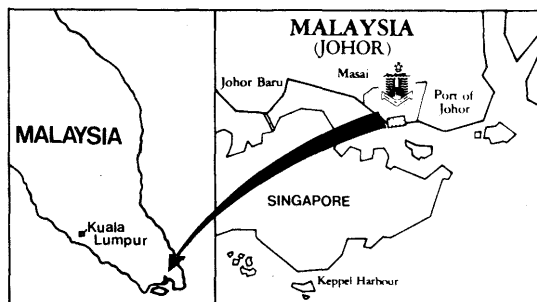 MALAYSIA
Kuala
Lumpur
MALAYSIA
(JOHOR)
Johor Baru
Masai
Port of
Johor
SINGAPORE
Keppel Harbour